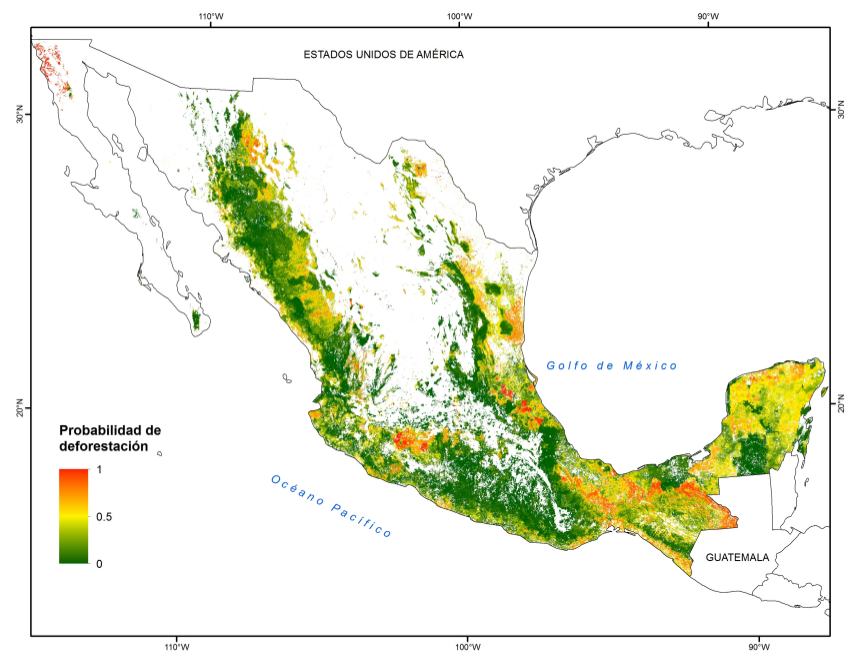 110°W
100°W
90°W
ESTADOS UNIDOS DE AMÉRICA
30°N
30°N
Golfo de México
20°N
20°N
Probabilidad de
deforestación
1
0.5
0
Océano Pacífico
GUATEMALA
110°W
100°W
90°W